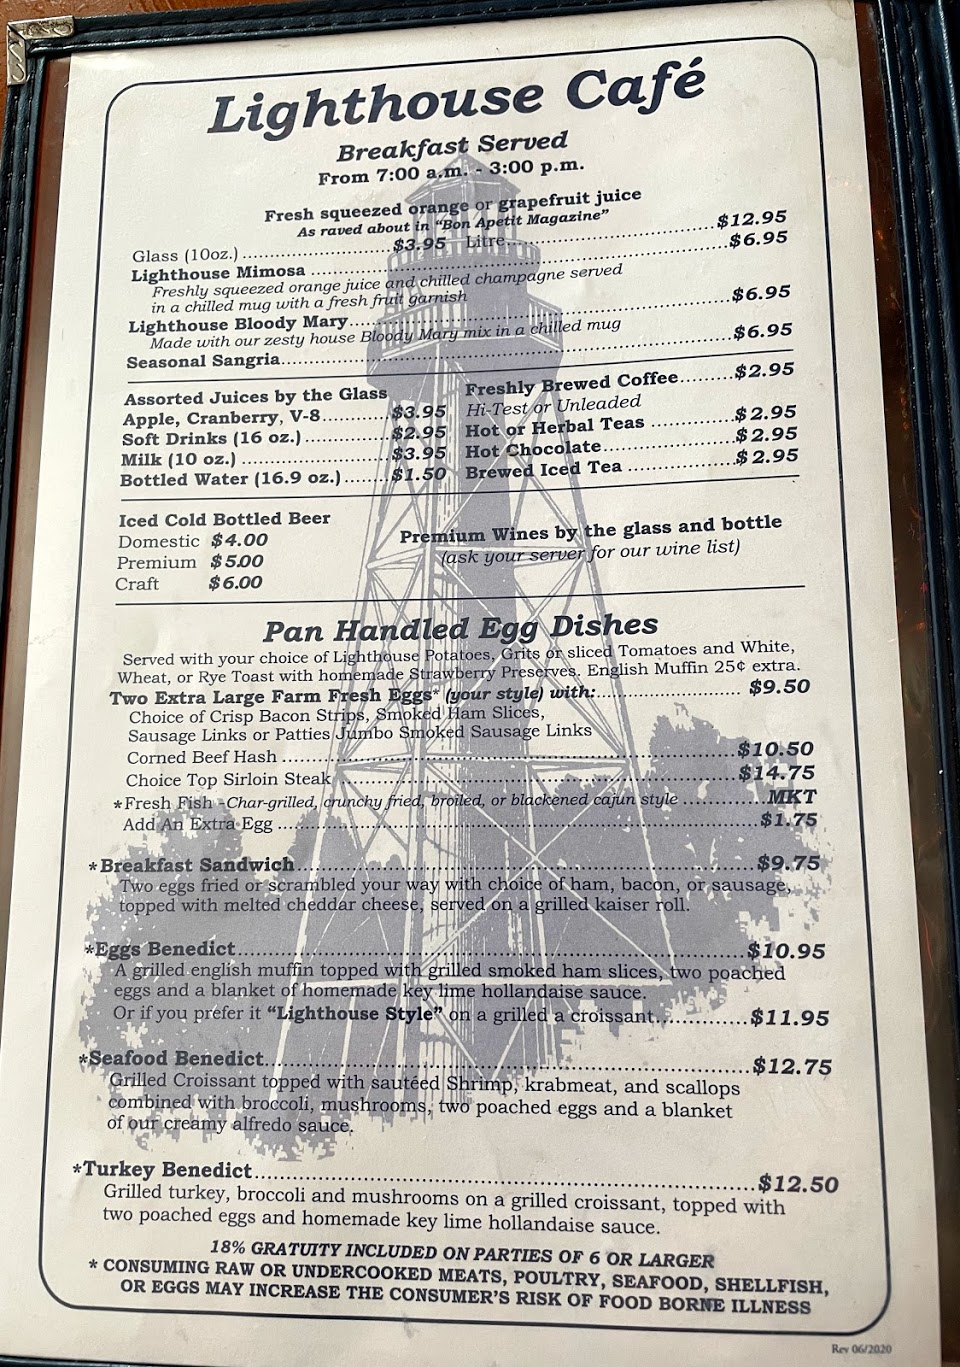 Lighthouse Café
Breakfast Served
From 7:00 a.m. - 3:00 p.m.
Fresh squeezed orange or grapefruit juice
As raved about in "Bon Apetit Magazine"
Glass (10oz.) .............................. $3.95 Litre .............................. $12.95
Lighthouse Mimosa .............................. $6.95
Freshly squeezed orange juice and chilled champagne served
in a chilled mug with a fresh fruit garnish
Lighthouse Bloody Mary .............................. $6.95
Made with our zesty house Bloody Mary mix in a chilled mug
Seasonal Sangria .............................. $6.95
Assorted Juices by the Glass
Apple, Cranberry, V-8 .......... $3.95
Soft Drinks (16 oz.) .............. $2.95
Milk (10 oz.) ........................ $3.95
Bottled Water (16.9 oz.) ....... $1.50
Freshly Brewed Coffee ......... $2.95
Hi-Test or Unleaded
Hot or Herbal Teas .............. $2.95
Hot Chocolate ...................... $2.95
Brewed Iced Tea .................. $2.95
Iced Cold Bottled Beer
Domestic $4.00
Premium $5.00
Craft $6.00
Premium Wines by the glass and bottle
(ask your server for our wine list)
Pan Handled Egg Dishes
Served with your choice of Lighthouse Potatoes, Grits or sliced Tomatoes and White,
Wheat, or Rye Toast with homemade Strawberry Preserves. English Muffin 25¢ extra.
Two Extra Large Farm Fresh Eggs* (your style) with: .............................. $9.50
Choice of Crisp Bacon Strips, Smoked Ham Slices,
Sausage Links or Patties Jumbo Smoked Sausage Links
Corned Beef Hash .............................. $10.50
Choice Top Sirloin Steak .............................. $14.75
*Fresh Fish -Char-grilled, crunchy fried, broiled, or blackened cajun style .............. MKT
Add An Extra Egg .............................. $1.75
*Breakfast Sandwich .............................. $9.75
Two eggs fried or scrambled your way with choice of ham, bacon, or sausage,
topped with melted cheddar cheese, served on a grilled kaiser roll.
*Eggs Benedict .............................. $10.95
A grilled english muffin topped with grilled smoked ham slices, two poached
eggs and a blanket of homemade key lime hollandaise sauce.
Or if you prefer it "Lighthouse Style" on a grilled a croissant .............. $11.95
*Seafood Benedict .............................. $12.75
Grilled Croissant topped with sautéed Shrimp, krabmeat, and scallops
combined with broccoli, mushrooms, two poached eggs and a blanket
of our creamy alfredo sauce.
*Turkey Benedict .............................. $12.50
Grilled turkey, broccoli and mushrooms on a grilled croissant, topped with
two poached eggs and homemade key lime hollandaise sauce.
18% GRATUITY INCLUDED ON PARTIES OF 6 OR LARGER
* CONSUMING RAW OR UNDERCOOKED MEATS, POULTRY, SEAFOOD, SHELLFISH,
OR EGGS MAY INCREASE THE CONSUMER'S RISK OF FOOD BORNE ILLNESS
Rev 06/2020